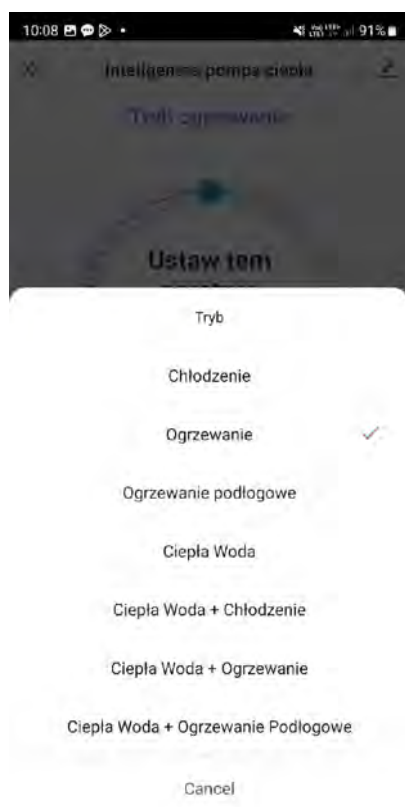 10:08 91%
Inteligentna pompa ciepła
Tryb ogrzewania
Ustaw tem
Tryb
Chłodzenie
Ogrzewanie
Ogrzewanie podłogowe
Ciepła Woda
Ciepła Woda + Chłodzenie
Ciepła Woda + Ogrzewanie
Ciepła Woda + Ogrzewanie Podłogowe
Cancel